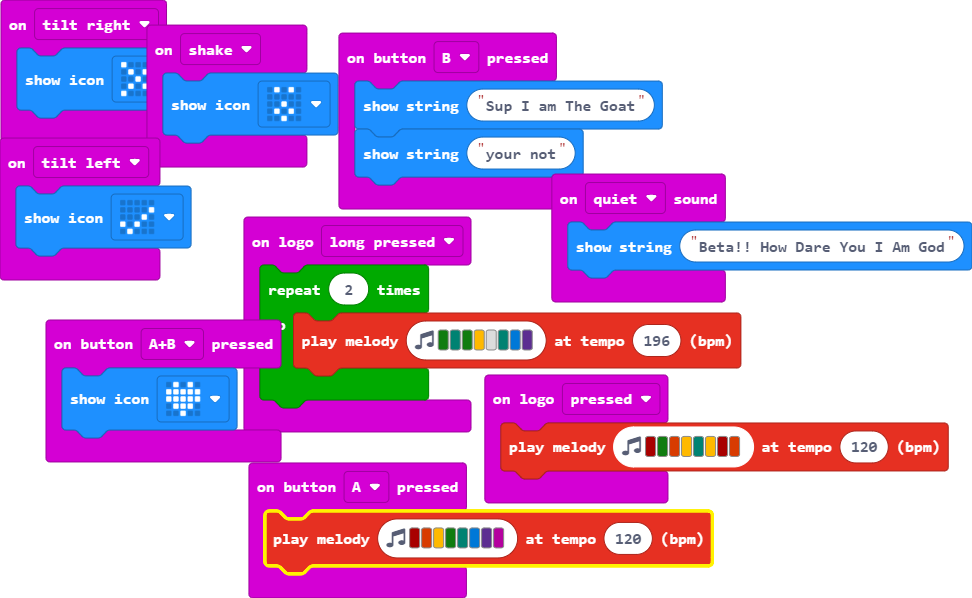 on tilt right
show icon
on shake
show icon
on button B pressed
show string "Sup I am The Goat"
show string "your not"
on tilt left
show icon
on quiet sound
show string "Beta!! How Dare You I Am God"
on logo long pressed
repeat 2 times
play melody at tempo 196 (bpm)
on button A+B pressed
show icon
on logo pressed
play melody at tempo 120 (bpm)
on button A pressed
play melody at tempo 120 (bpm)